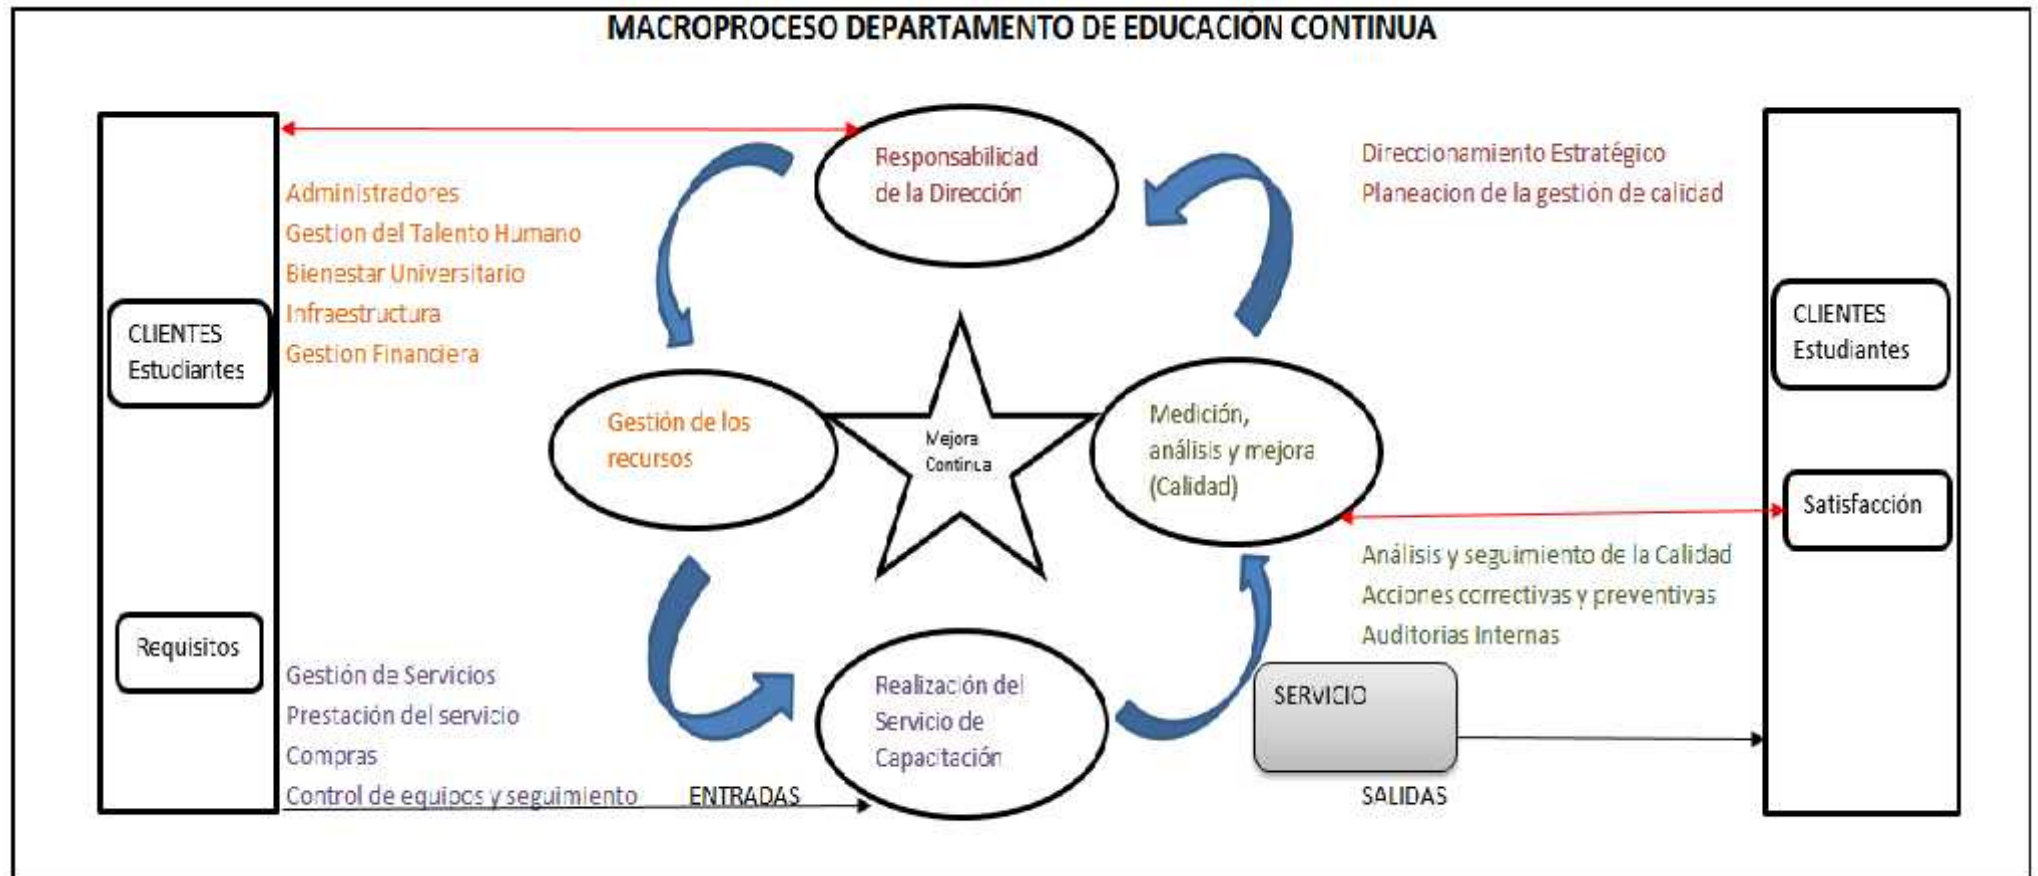 MACROPROCESO DEPARTAMENTO DE EDUCACIÓN CONTINUA
CLIENTES
Estudiantes
Requisitos
Administradores
Gestion del Talento Humano
Bienestar Universitario
Infraestructura
Gestion Financiera
Gestión de Servicios
Prestación del servicio
Compras
Control de equipos y seguimiento
ENTRADAS
Responsabilidad
de la Dirección
Gestión de los
recursos
Mejora
Continua
Medición,
análisis y mejora
(Calidad)
Realización del
Servicio de
Capacitación
Direccionamiento Estratégico
Planeacion de la gestión de calidad
Análisis y seguimiento de la Calidad
Acciones correctivas y preventivas
Auditorias Internas
SERVICIO
SALIDAS
CLIENTES
Estudiantes
Satisfacción